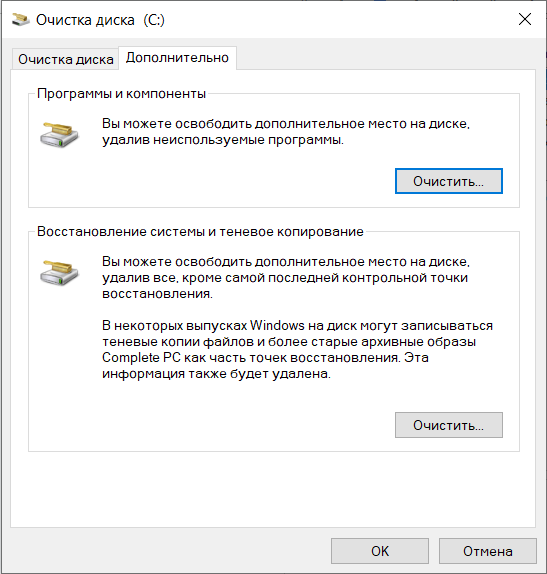 Очистка диска (C:)
Очистка диска
Дополнительно
Программы и компоненты
Вы можете освободить дополнительное место на диске,
удалив неиспользуемые программы.
Очистить...
Восстановление системы и теневое копирование
Вы можете освободить дополнительное место на диске,
удалив все, кроме самой последней контрольной точки
восстановления.
В некоторых выпусках Windows на диск могут записываться
теневые копии файлов и более старые архивные образы
Complete PC как часть точек восстановления. Эта
информация также будет удалена.
Очистить...
OK
Отмена